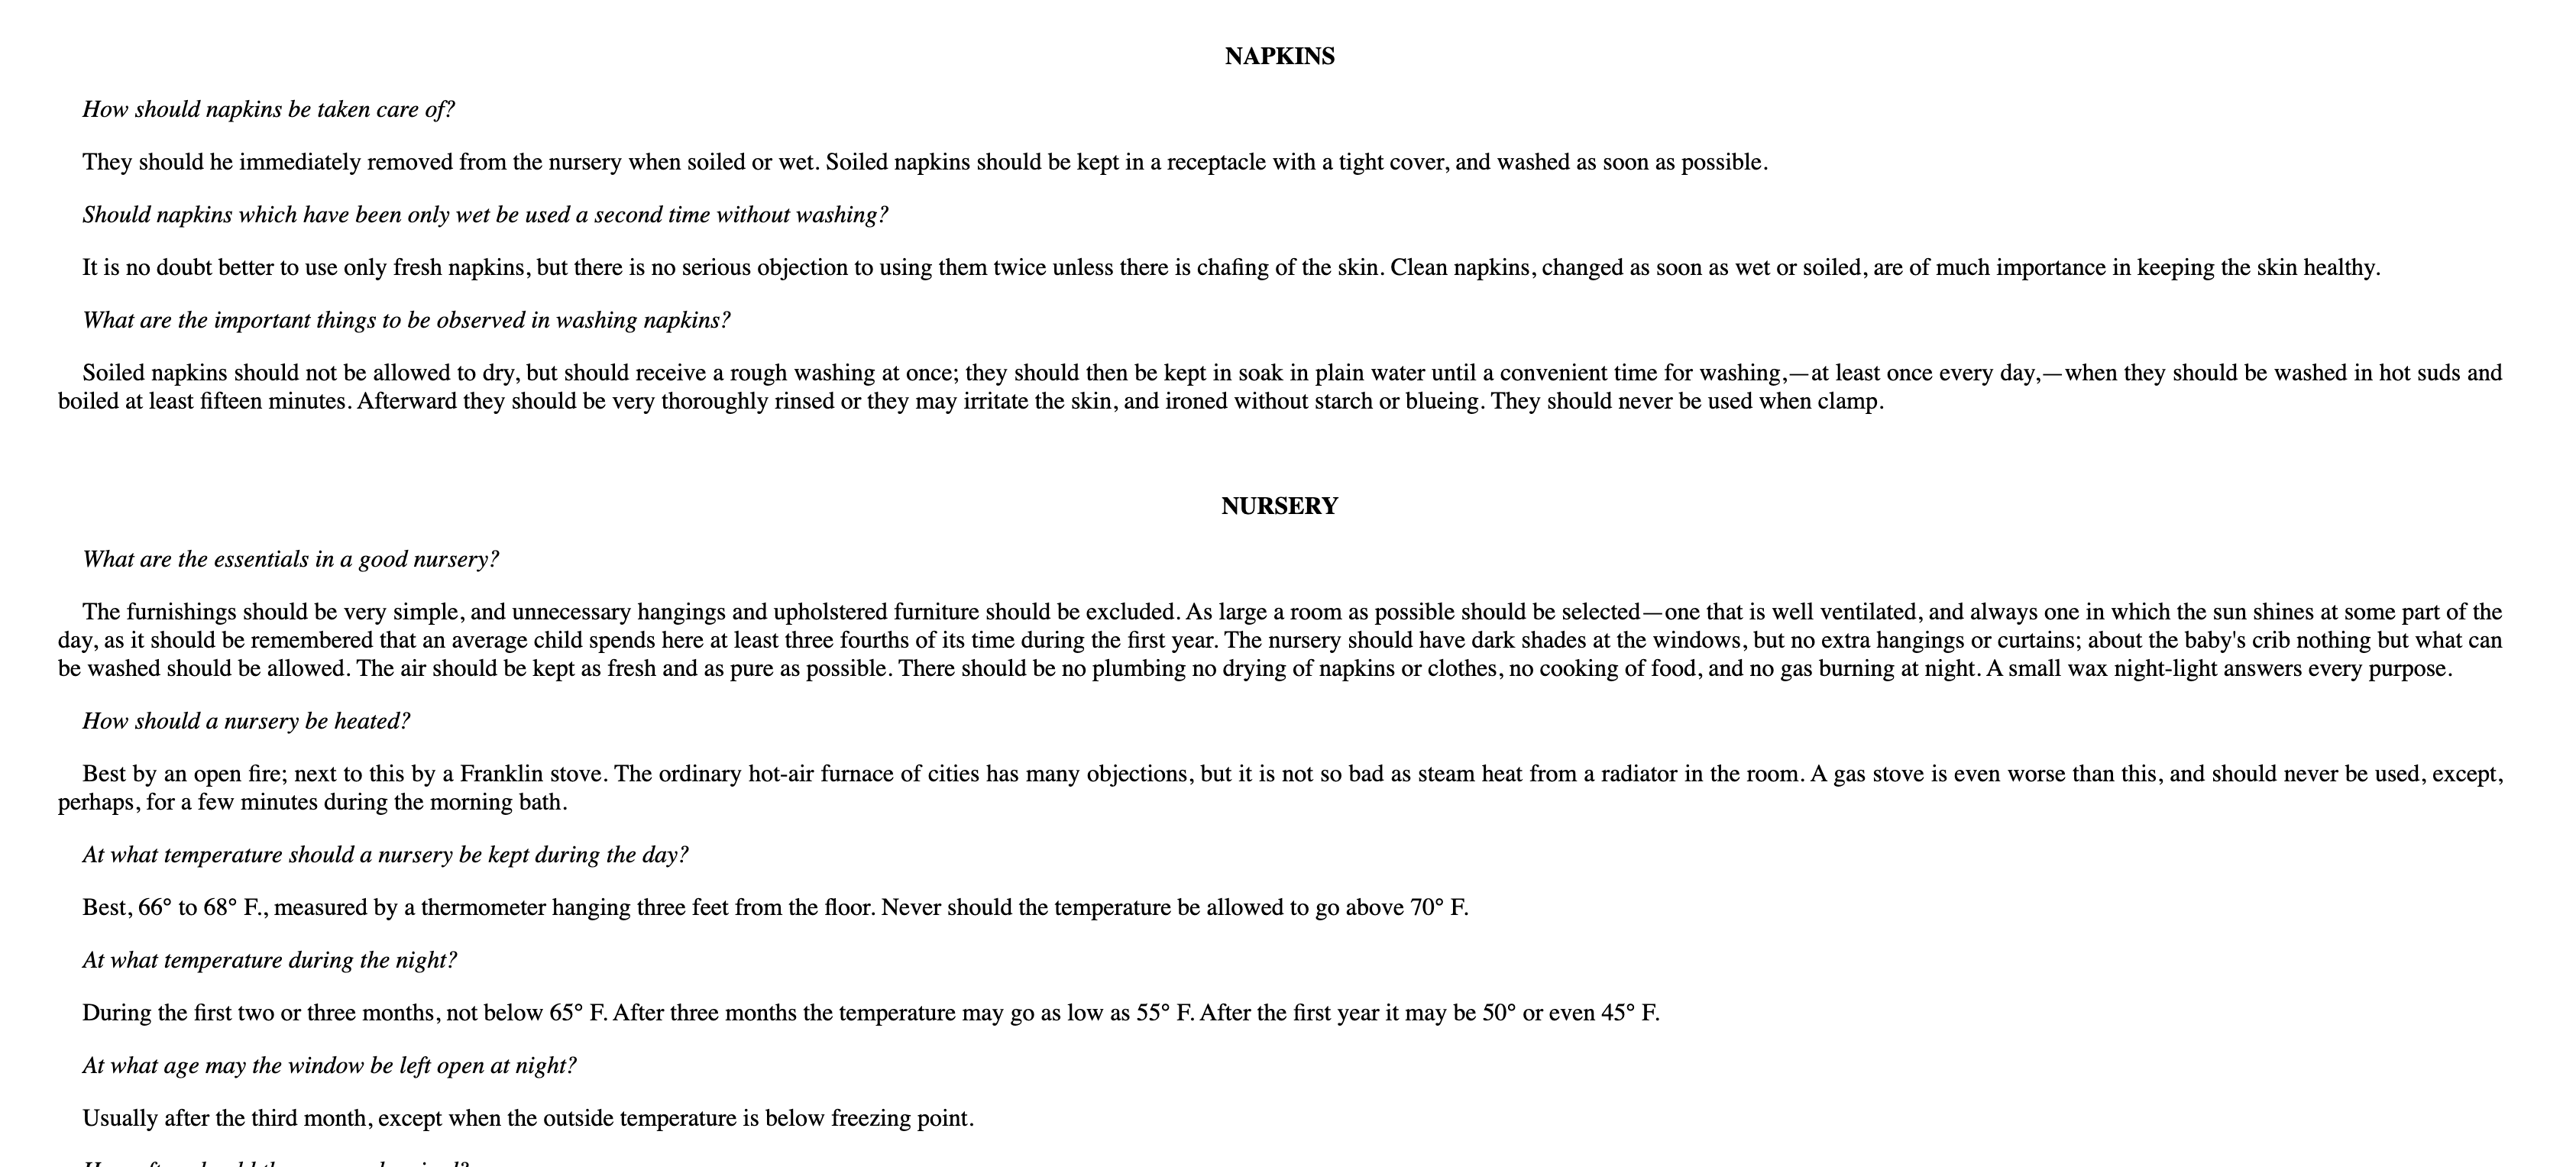 NAPKINS
How should napkins be taken care of?
They should he immediately removed from the nursery when soiled or wet. Soiled napkins should be kept in a receptacle with a tight cover, and washed as soon as possible.
Should napkins which have been only wet be used a second time without washing?
It is no doubt better to use only fresh napkins, but there is no serious objection to using them twice unless there is chafing of the skin. Clean napkins, changed as soon as wet or soiled, are of much importance in keeping the skin healthy.
What are the important things to be observed in washing napkins?
Soiled napkins should not be allowed to dry, but should receive a rough washing at once; they should then be kept in soak in plain water until a convenient time for washing,—at least once every day,—when they should be washed in hot suds and
boiled at least fifteen minutes. Afterward they should be very thoroughly rinsed or they may irritate the skin, and ironed without starch or blueing. They should never be used when clamp.
NURSERY
What are the essentials in a good nursery?
The furnishings should be very simple, and unnecessary hangings and upholstered furniture should be excluded. As large a room as possible should be selected—one that is well ventilated, and always one in which the sun shines at some part of the
day, as it should be remembered that an average child spends here at least three fourths of its time during the first year. The nursery should have dark shades at the windows, but no extra hangings or curtains; about the baby's crib nothing but what can
be washed should be allowed. The air should be kept as fresh and as pure as possible. There should be no plumbing no drying of napkins or clothes, no cooking of food, and no gas burning at night. A small wax night-light answers every purpose.
How should a nursery be heated?
Best by an open fire; next to this by a Franklin stove. The ordinary hot-air furnace of cities has many objections, but it is not so bad as steam heat from a radiator in the room. A gas stove is even worse than this, and should never be used, except,
perhaps, for a few minutes during the morning bath.
At what temperature should a nursery be kept during the day?
Best, 66° to 68° F., measured by a thermometer hanging three feet from the floor. Never should the temperature be allowed to go above 70° F.
At what temperature during the night?
During the first two or three months, not below 65° F. After three months the temperature may go as low as 55° F. After the first year it may be 50° or even 45° F.
At what age may the window be left open at night?
Usually after the third month, except when the outside temperature is below freezing point.